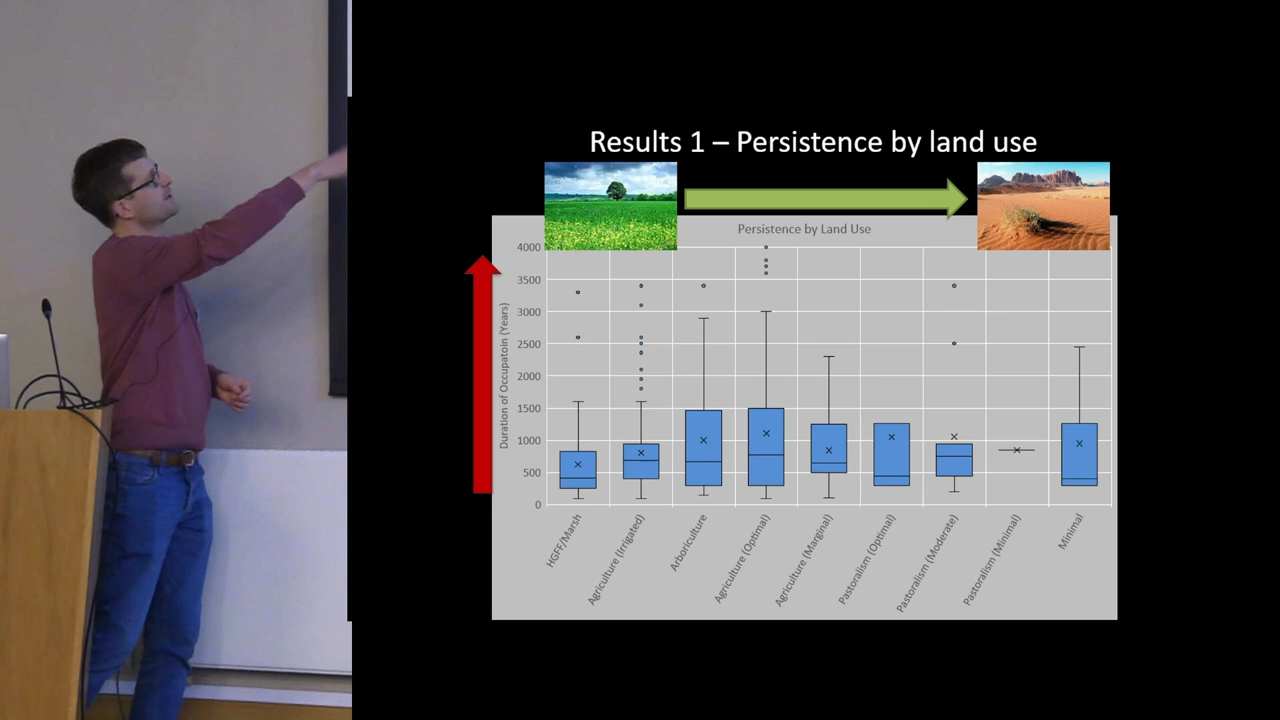 Results 1 – Persistence by land use
Persistence by Land Use
Duration of Occupatoin (Years)
4000
3500
3000
2500
2000
1500
1000
500
0
HGFF/Marsh
Agriculture (Irrigated)
Arboriculture
Agriculture (Optimal)
Agriculture (Marginal)
Pastoralism (Optimal)
Pastoralism (Moderate)
Pastoralism (Minimal)
Minimal